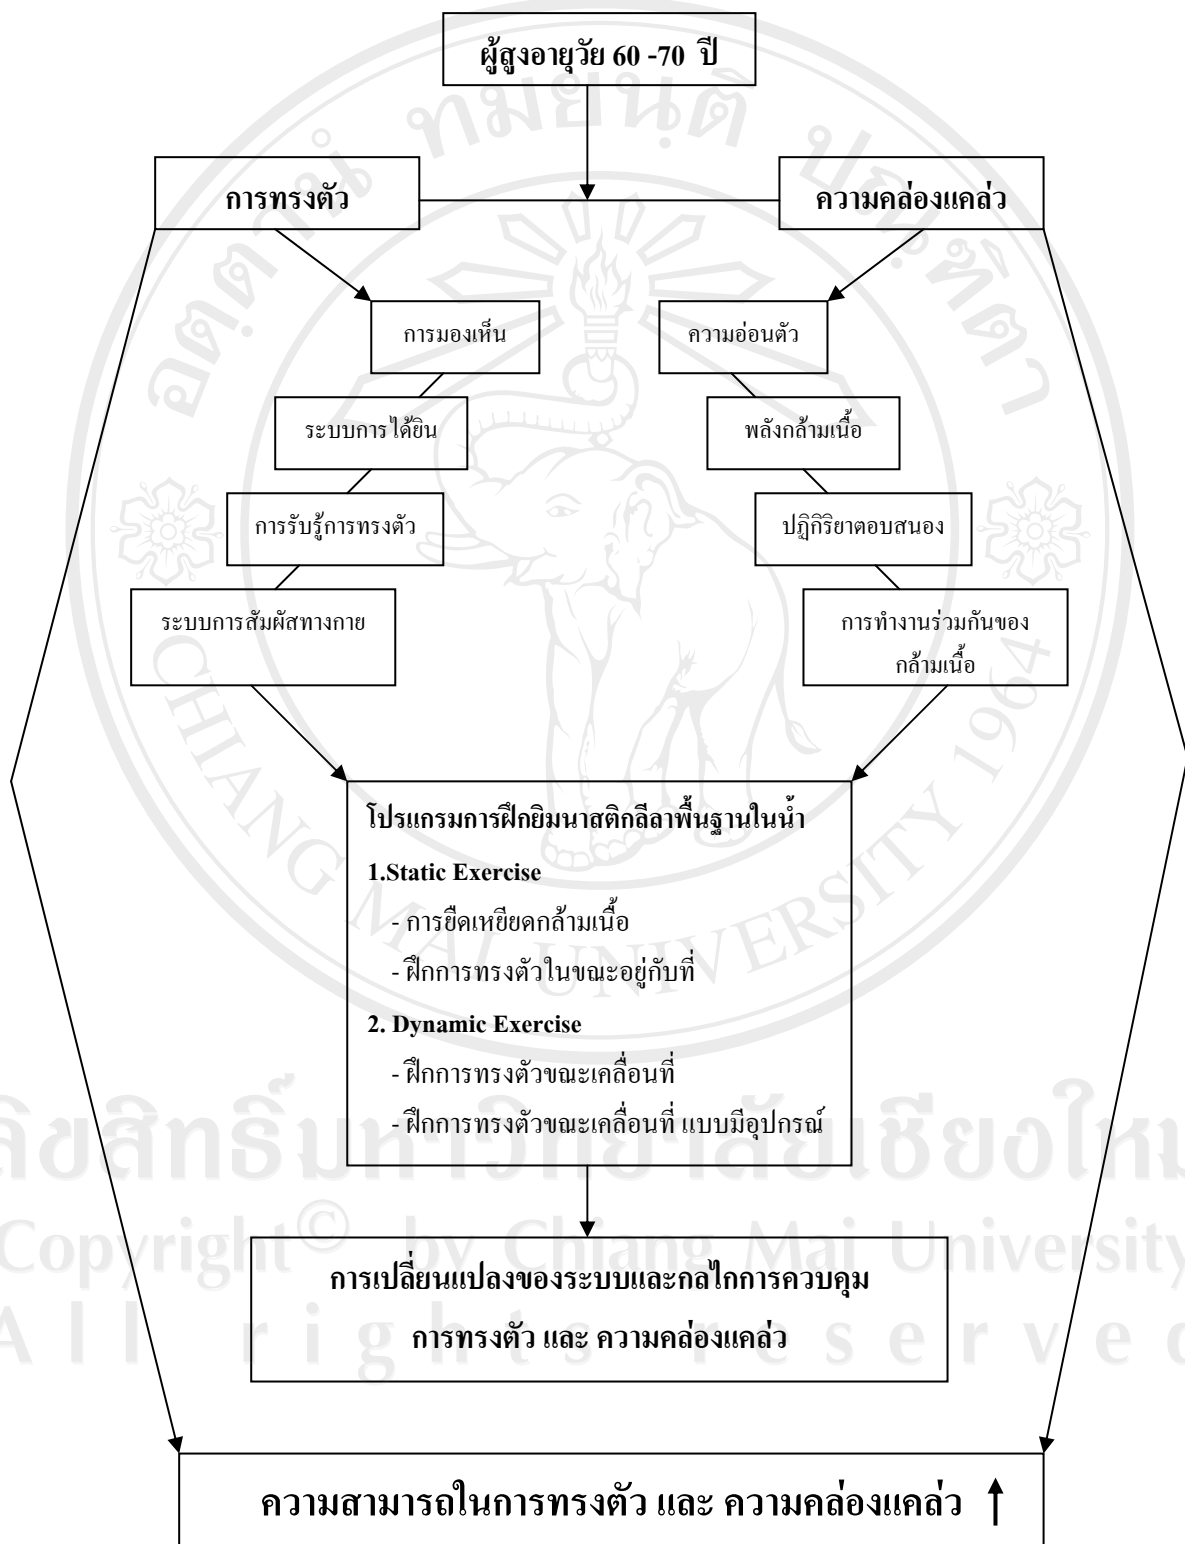 ผู้สูงอายุวัย 60 -70 ปี
การทรงตัว
ความคล่องแคล่ว
การมองเห็น
ความอ่อนตัว
ระบบการได้ยิน
พลังกล้ามเนื้อ
การรับรู้การทรงตัว
ปฏิกิริยาตอบสนอง
ระบบการสัมผัสทางกาย
การทำงานร่วมกันของ
กล้ามเนื้อ
โปรแกรมการฝึกยิมนาสติกลีลาพื้นฐานในน้ำ
1.Static Exercise
- การยืดเหยียดกล้ามเนื้อ
- ฝึกการทรงตัวในขณะอยู่กับที่
2. Dynamic Exercise
- ฝึกการทรงตัวขณะเคลื่อนที่
- ฝึกการทรงตัวขณะเคลื่อนที่ แบบมีอุปกรณ์
การเปลี่ยนแปลงของระบบและกลไกการควบคุม
การทรงตัว และ ความคล่องแคล่ว
ความสามารถในการทรงตัว และ ความคล่องแคล่ว ↑
อตฺตานํ ทมยนฺติ ปณฺฑิตา
CHIANG MAI UNIVERSITY 1964
ลิขสิทธิ์มหาวิทยาลัยเชียงใหม
Copyright© by Chiang Mai University
All rights reserved